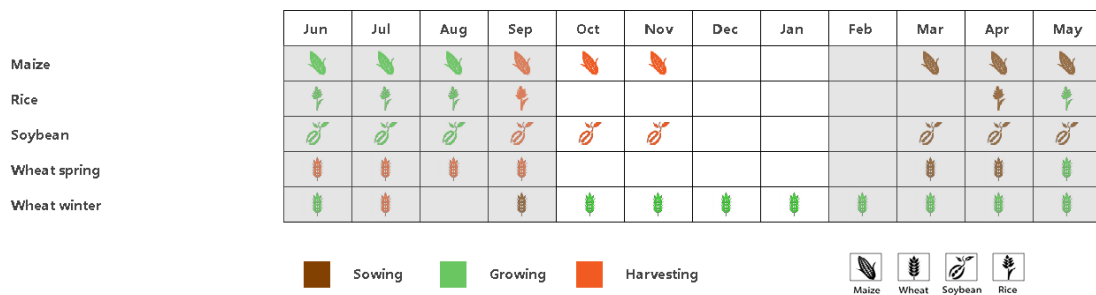 Jun Jul Aug Sep Oct Nov Dec Jan Feb Mar Apr May
Maize
Rice
Soybean
Wheat spring
Wheat winter
Sowing Growing Harvesting
Maize Wheat Soybean Rice